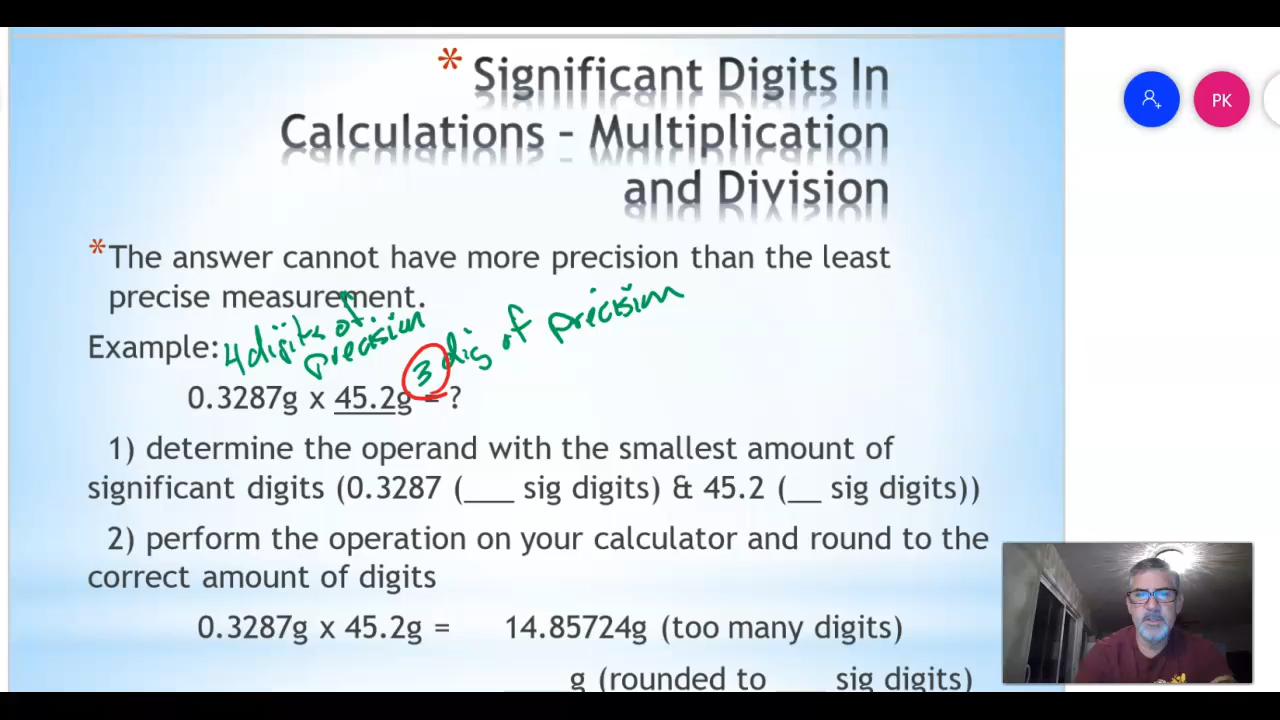 * Significant Digits In
Calculations - Multiplication
and Division
PK
* The answer cannot have more precision than the least
precise measurement.
Example:
4 digits of
precision
3 dig of precision
0.3287g x 45.2g = ?
1) determine the operand with the smallest amount of
significant digits (0.3287 (___ sig digits) & 45.2 (__ sig digits))
2) perform the operation on your calculator and round to the
correct amount of digits
0.3287g x 45.2g = 14.85724g (too many digits)
g (rounded to ___ sig digits)